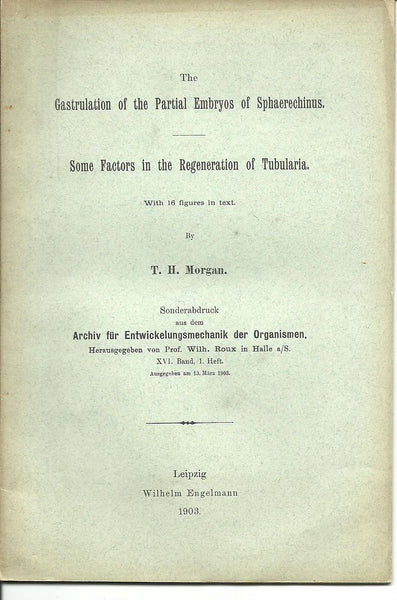 The
Gastrulation of the Partial Embryos of Sphaerechinus.
Some Factors in the Regeneration of Tubularia.
With 16 figures in text.
By
T. H. Morgan.
Sonderabdruck
aus dem
Archiv für Entwickelungsmechanik der Organismen.
Herausgegeben von Prof. Wilh. Roux in Halle a/S.
XVI. Band, 1. Heft.
Ausgegeben am 13. März 1903.
Leipzig
Wilhelm Engelmann
1903.